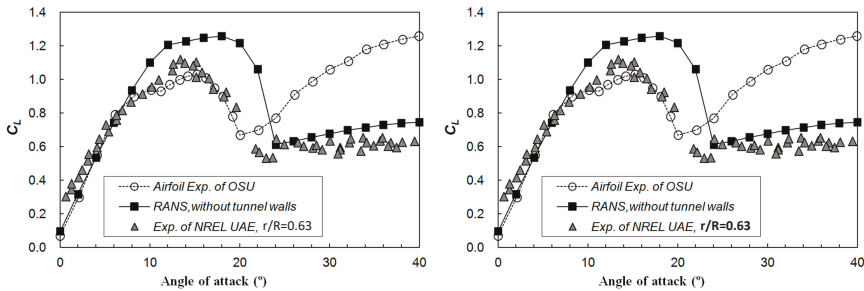 1.4
1.2
1.0
0.8
0.6
0.4
0.2
0.0
C_L
Airfoil Exp. of OSU
RANS,without tunnel walls
Exp. of NREL UAE, r/R=0.63
0
10
20
30
40
Angle of attack (º)
1.4
1.2
1.0
0.8
0.6
0.4
0.2
0.0
C_L
Airfoil Exp. of OSU
RANS,without tunnel walls
Exp. of NREL UAE, r/R=0.63
0
10
20
30
40
Angle of attack (º)